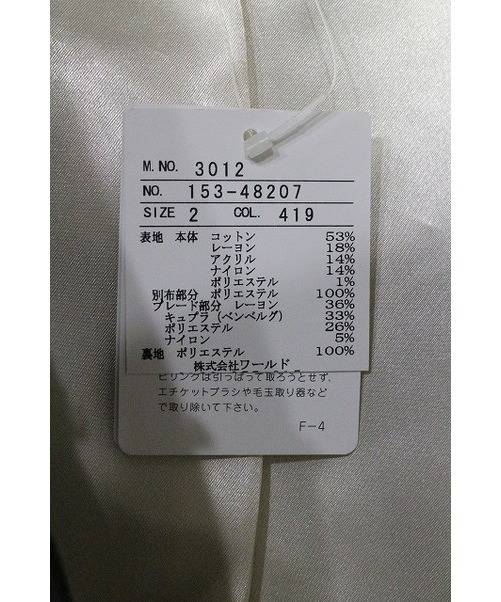 M. NO. 3012
NO. 153-48207
SIZE 2 COL. 419
表地 本体 コットン 53%
レーヨン 18%
アクリル 14%
ナイロン 14%
ポリエステル 1%
別布部分 ポリエステル 100%
ブレード部分 レーヨン 36%
キュプラ(ベンベルグ) 33%
ポリエステル 26%
ナイロン 5%
裏地 ポリエステル 100%
株式会社ワールド
ピリングは引っぱって取ろうとせず、
エチケットブラシや毛玉取り器など
で取り除いて下さい。
F-4